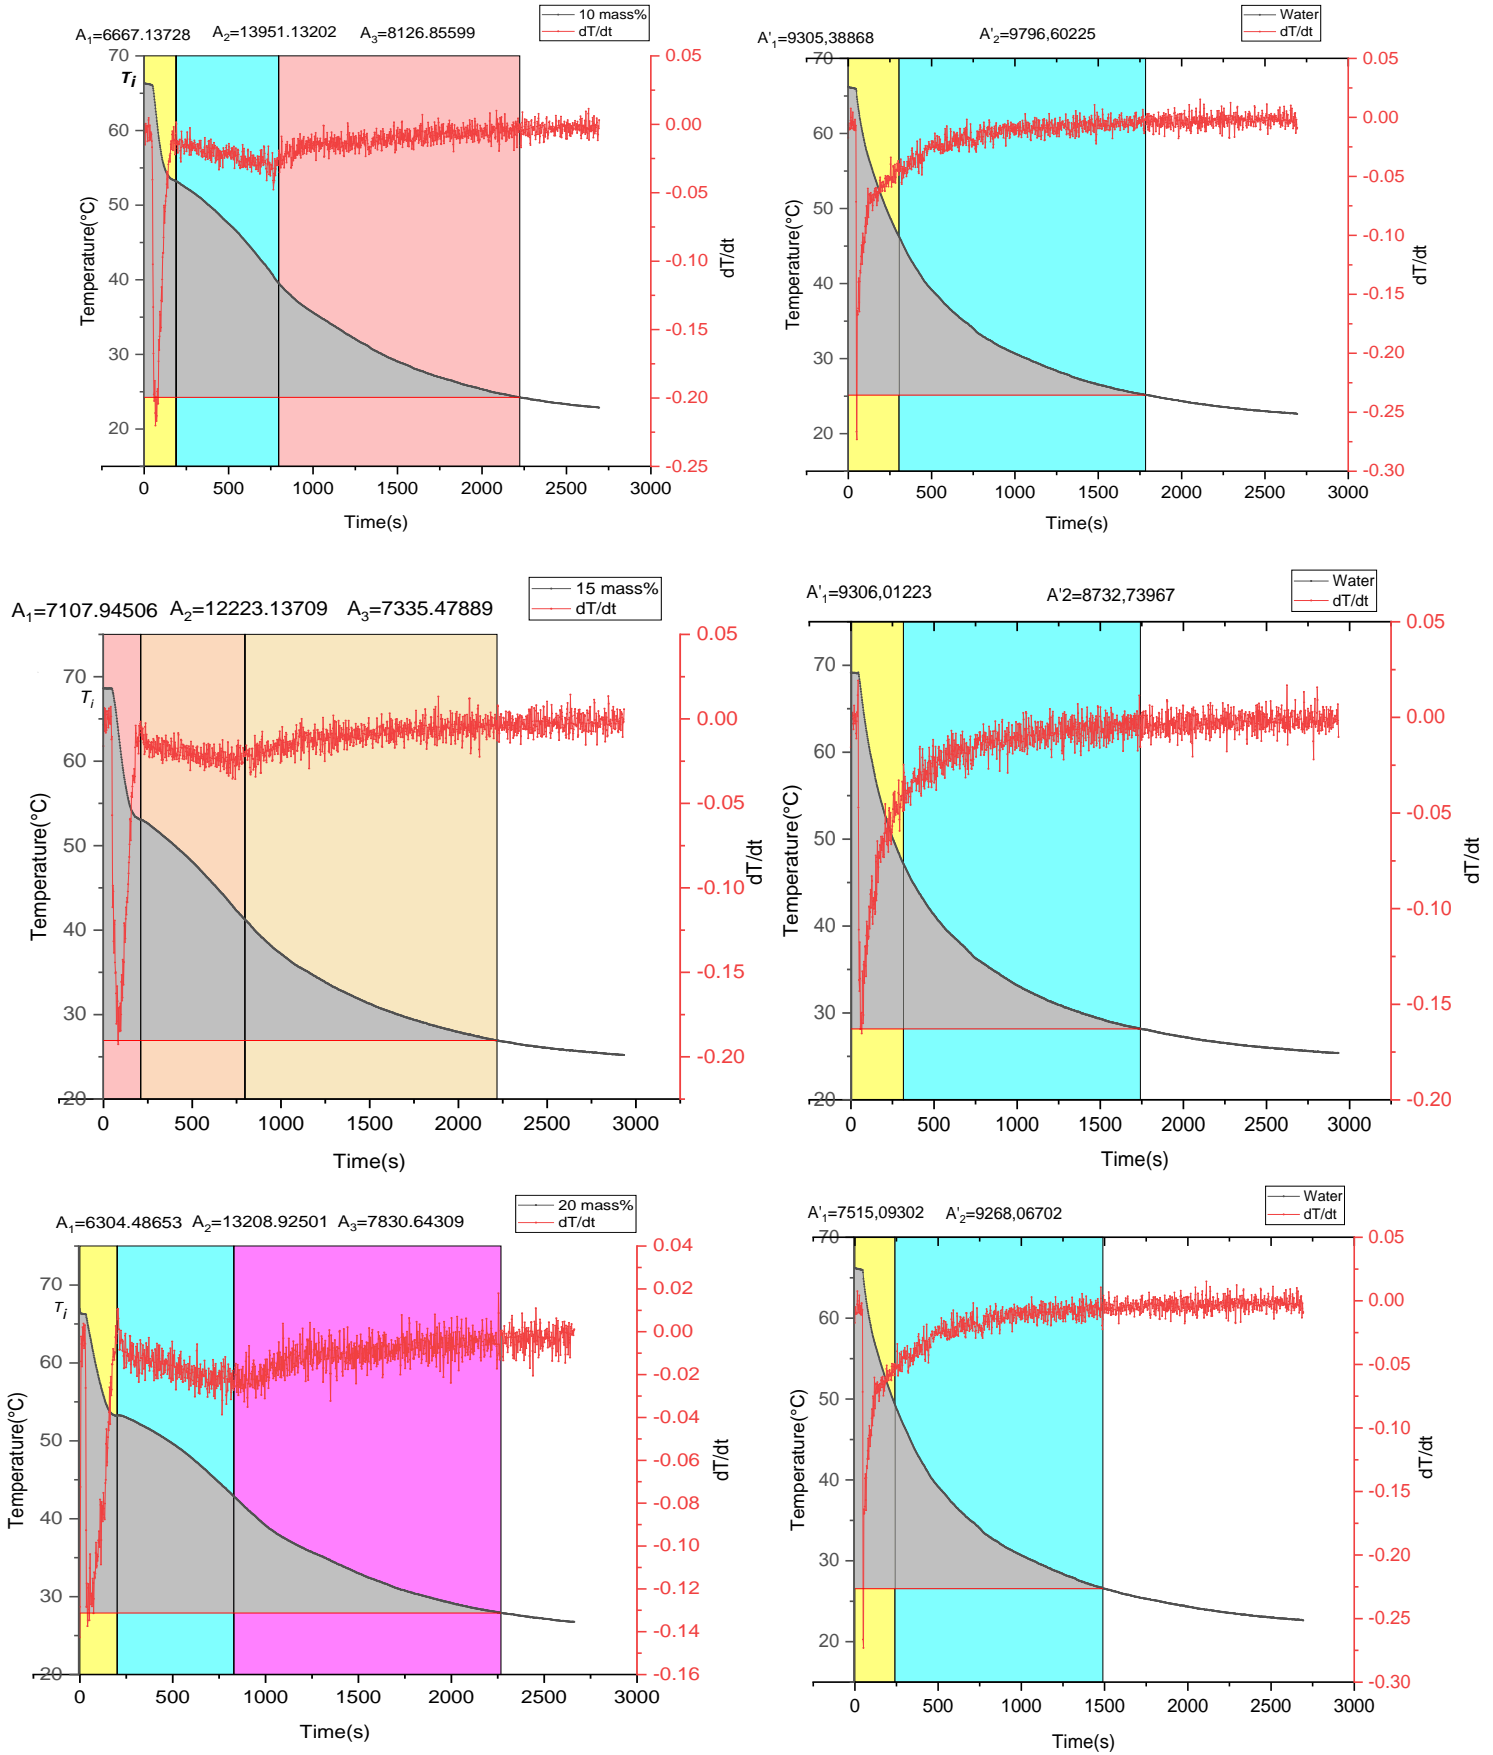 A1=6667.13728 A2=13951.13202 A3=8126.85599
10 mass%
dT/dt
Ti
70
60
50
40
30
20
Temperature(°C)
0.05
0.00
-0.05
-0.10
-0.15
-0.20
-0.25
dT/dt
0 500 1000 1500 2000 2500 3000
Time(s)
A'1=9305,38868 A'2=9796,60225
Water
dT/dt
70
60
50
40
30
20
Temperature(°C)
0.05
0.00
-0.05
-0.10
-0.15
-0.20
-0.25
-0.30
dT/dt
0 500 1000 1500 2000 2500 3000
Time(s)
A1=7107.94506 A2=12223.13709 A3=7335.47889
15 mass%
dT/dt
Ti
70
60
50
40
30
20
Temperature(°C)
0.05
0.00
-0.05
-0.10
-0.15
-0.20
dT/dt
0 500 1000 1500 2000 2500 3000
Time(s)
A'1=9306,01223 A'2=8732,73967
Water
dT/dt
70
60
50
40
30
20
Temperature(°C)
0.05
0.00
-0.05
-0.10
-0.15
-0.20
dT/dt
0 500 1000 1500 2000 2500 3000
Time(s)
A1=6304.48653 A2=13208.92501 A3=7830.64309
20 mass%
dT/dt
Ti
70
60
50
40
30
20
Temperature(°C)
0.04
0.02
0.00
-0.02
-0.04
-0.06
-0.08
-0.10
-0.12
-0.14
-0.16
dT/dt
0 500 1000 1500 2000 2500 3000
Time(s)
A'1=7515,09302 A'2=9268,06702
Water
dT/dt
70
60
50
40
30
20
Temperature(°C)
0.05
0.00
-0.05
-0.10
-0.15
-0.20
-0.25
-0.30
dT/dt
0 500 1000 1500 2000 2500 3000
Time(s)